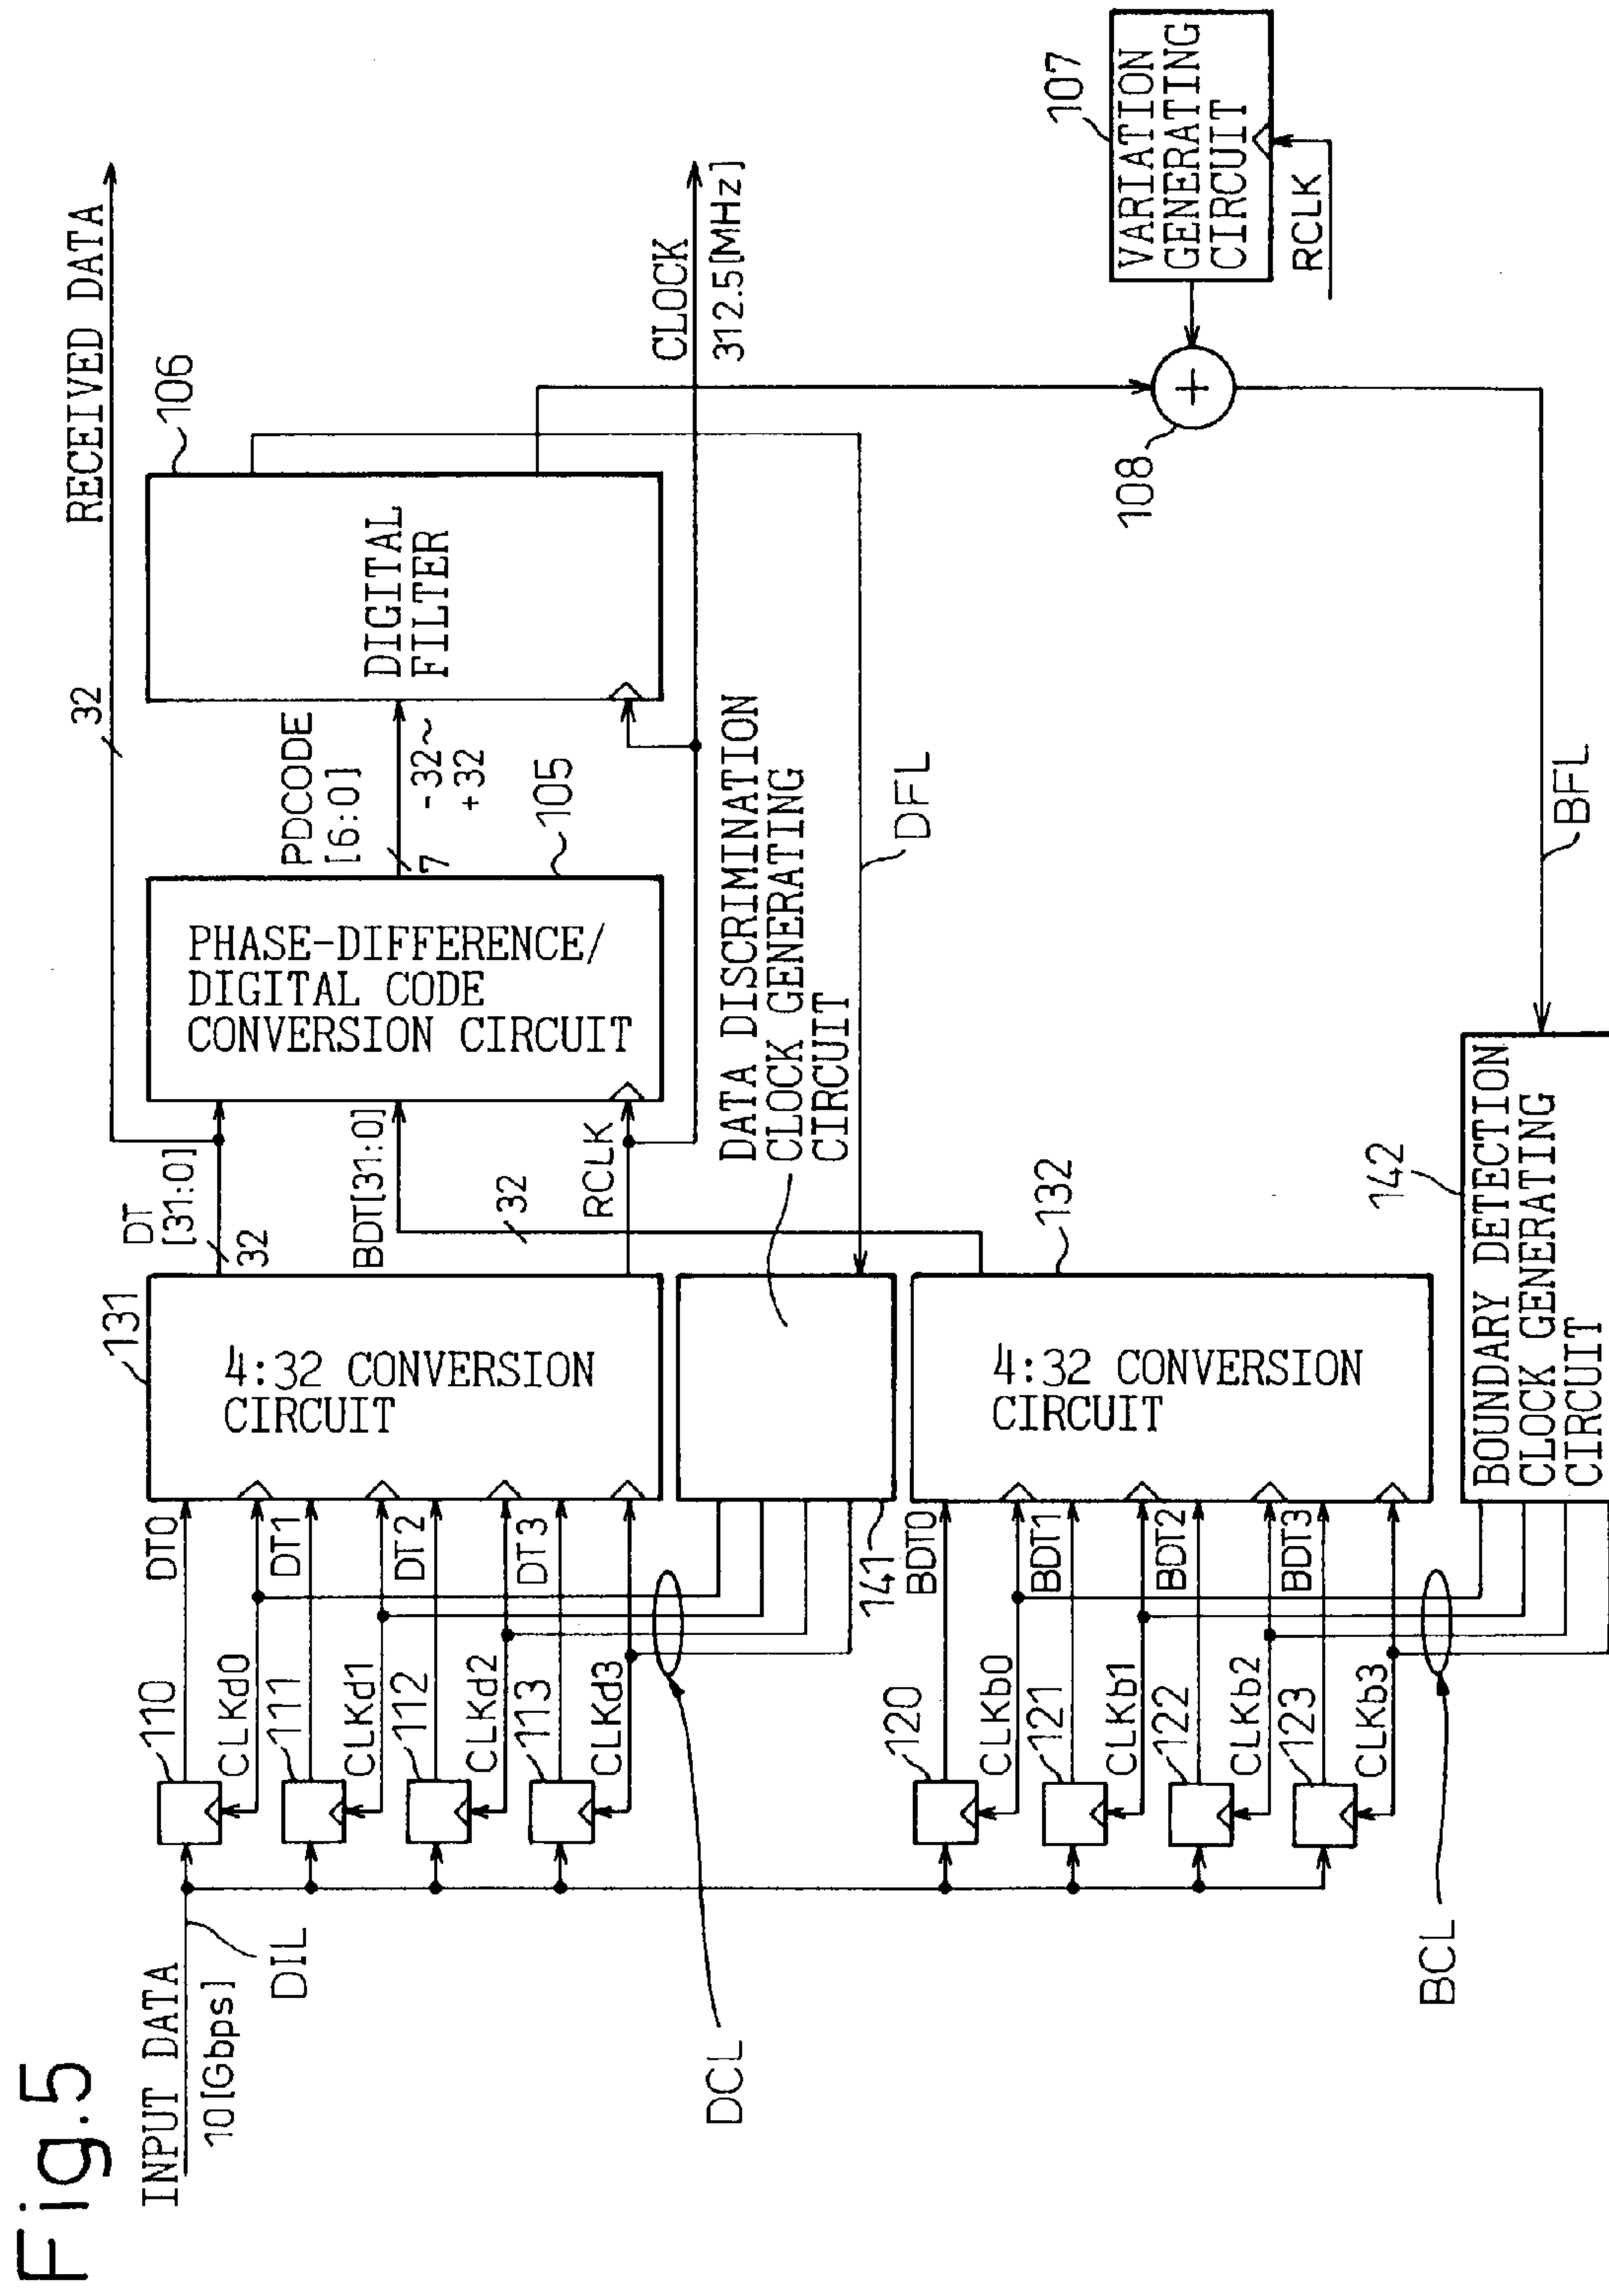 Fig.5
INPUT DATA
10[Gbps]
DIL
110
CLKd0
111
CLKd1
112
CLKd2
113
CLKd3
DT0
DT1
DT2
DT3
DCL
131
4:32 CONVERSION
CIRCUIT
DT
[31:0]
32
BDT[31:0]
32
RCLK
PHASE-DIFFERENCE/
DIGITAL CODE
CONVERSION CIRCUIT
105
PDCODE
[6:0]
7
-32~
+32
DIGITAL
FILTER
106
32
RECEIVED DATA
CLOCK
312.5[MHz]
141
DATA DISCRIMINATION
CLOCK GENERATING
CIRCUIT
DFL
120
CLKb0
121
CLKb1
122
CLKb2
123
CLKb3
BDT0
BDT1
BDT2
BDT3
BCL
132
4:32 CONVERSION
CIRCUIT
142
BOUNDARY DETECTION
CLOCK GENERATING
CIRCUIT
BFL
108
+
107
VARIATION
GENERATING
CIRCUIT
RCLK